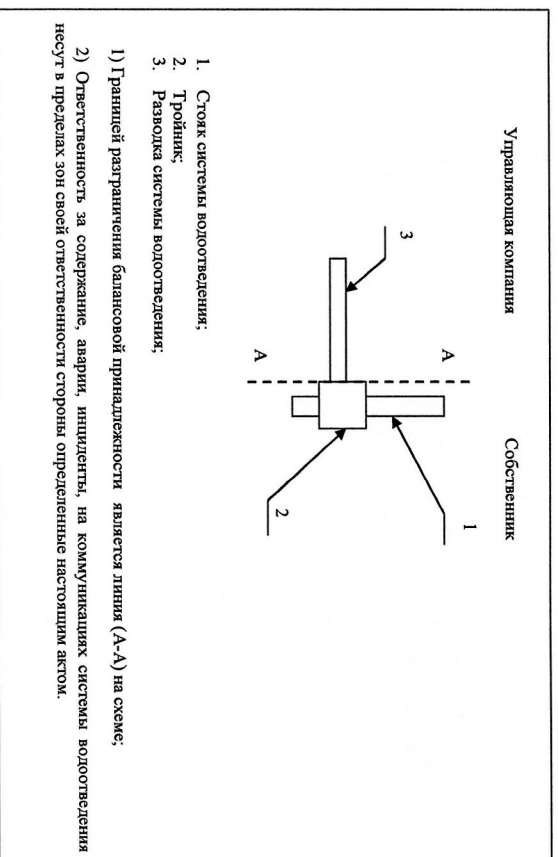 Управляющая компания Собственник
3
1
А
А
2
1. Стояк системы водоотведения;
2. Тройник;
3. Разводка системы водоотведения;
1) Границей разграничения балансовой принадлежности является линия (А-А) на схеме;
2) Ответственность за содержание, аварии, инциденты, на коммуникациях системы водоотведения
несут в пределах зон своей ответственности стороны определенные настоящим актом.